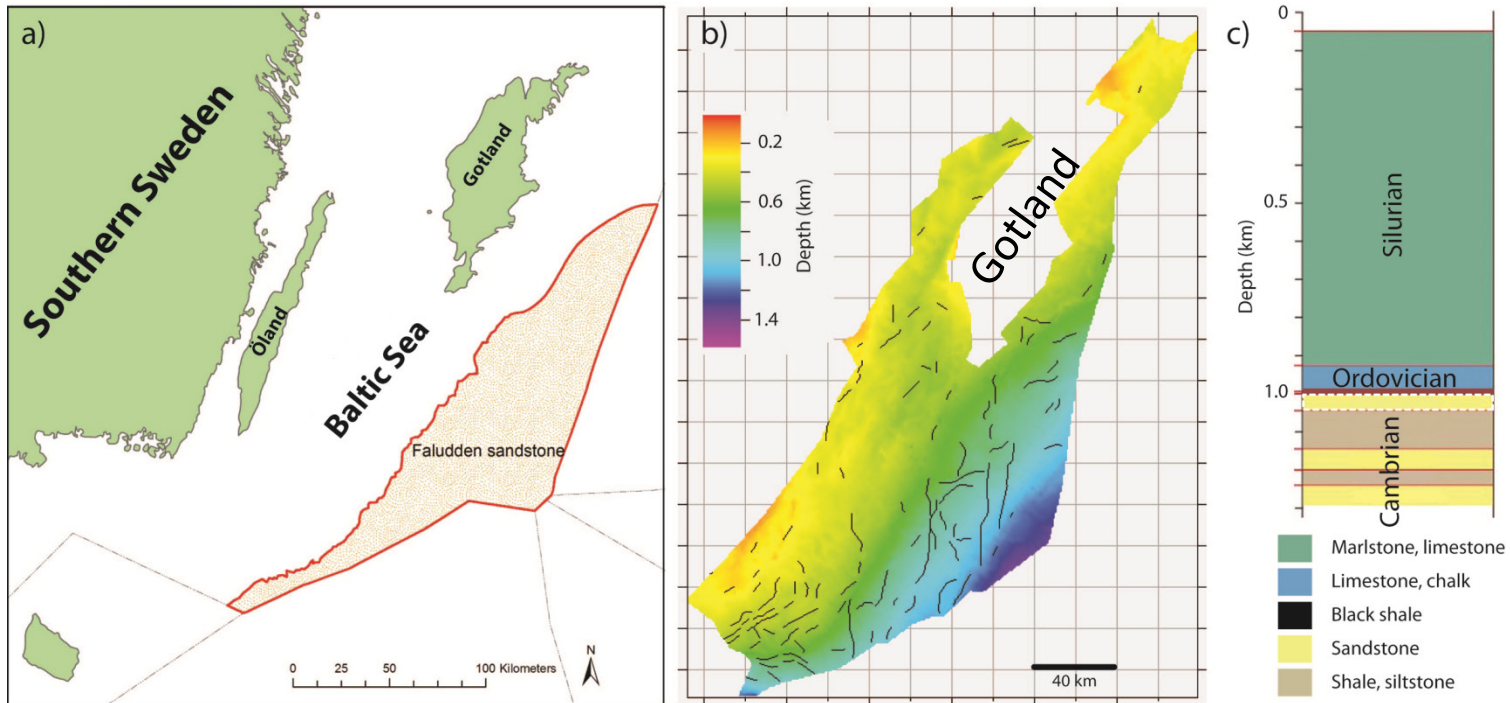 a)
Southern Sweden
Öland
Gotland
Baltic Sea
Faludden sandstone
0 25 50 100 Kilometers
N
b)
0.2
0.6
1.0
1.4
Depth (km)
Gotland
40 km
c)
0
0.5
1.0
Depth (km)
Silurian
Ordovician
Cambrian
Marlstone, limestone
Limestone, chalk
Black shale
Sandstone
Shale, siltstone